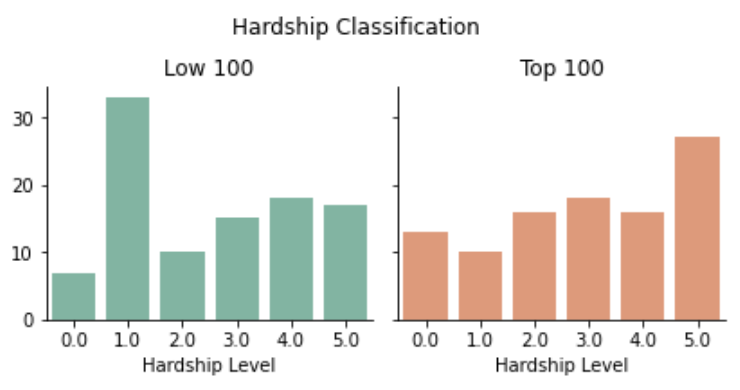 Hardship Classification
Low 100
Top 100
30
20
10
0
0.0 1.0 2.0 3.0 4.0 5.0
0.0 1.0 2.0 3.0 4.0 5.0
Hardship Level
Hardship Level